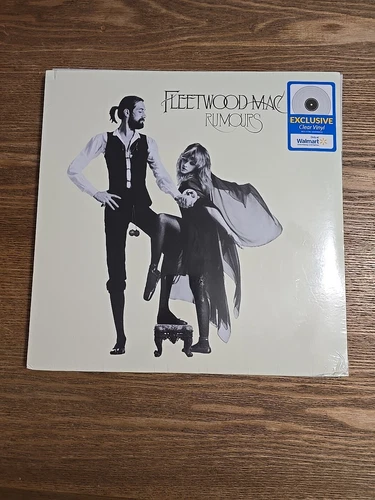 FLEETWOOD MAC
RUMOURS
EXCLUSIVE
Clear Vinyl
Walmart